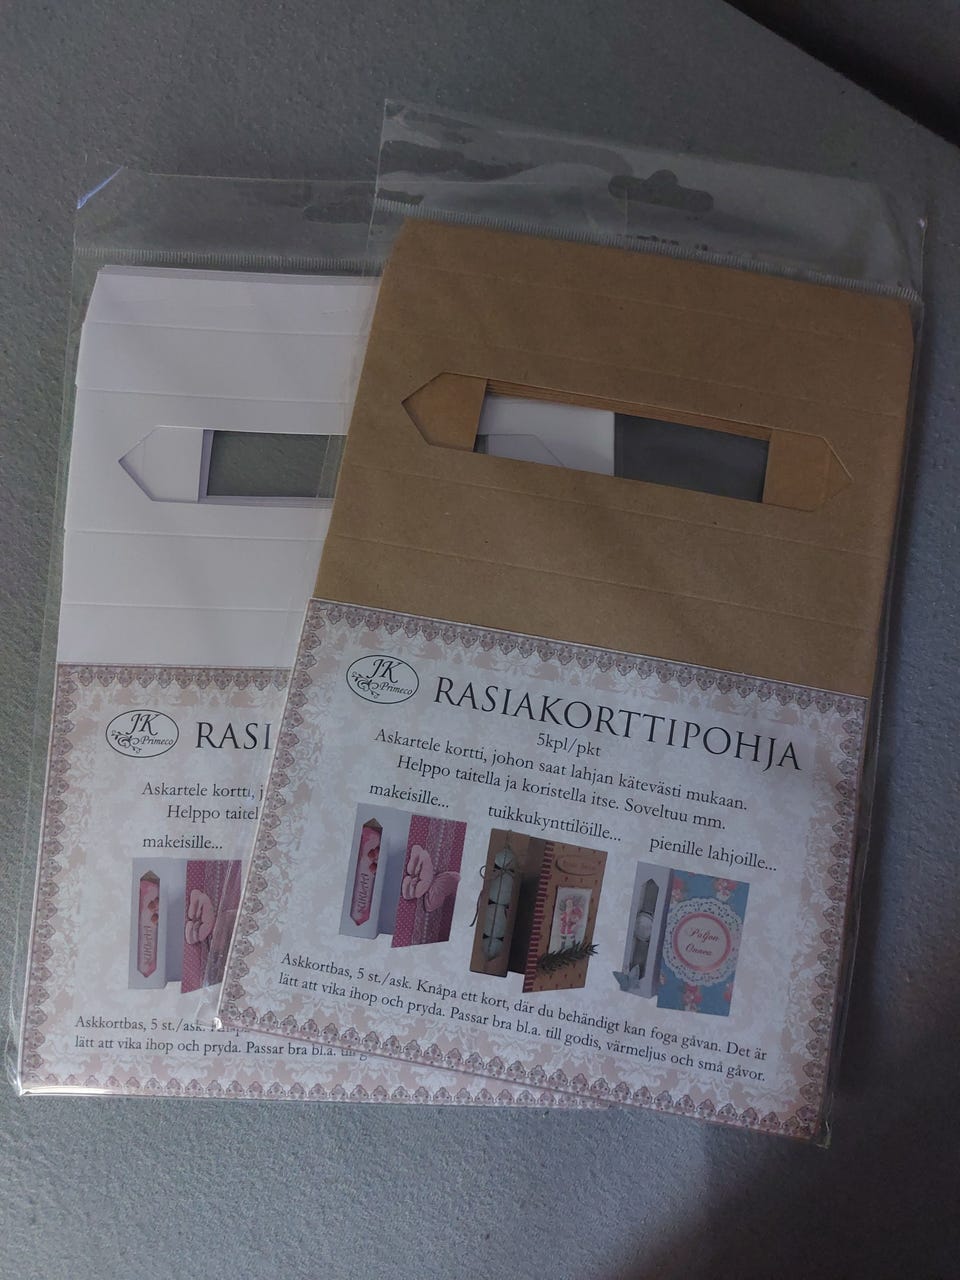 JK
Primeco
RASIAKORTTIPOHJA
5kpl/pkt
Askartele kortti, johon saat lahjan kätevästi mukaan.
Helppo taitella ja koristella itse. Soveltuu mm.
makeisille...
tuikkukynttilöille...
pienille lahjoille...
Paljon
Onnea
Askkortbas, 5 st./ask. Knåpa ett kort, där du behändigt kan foga gåvan. Det är
lätt att vika ihop och pryda. Passar bra bl.a. till godis, värmeljus och små gåvor.
JK
Primeco
RASI
Askartele kortti, j
Helppo taitel
makeisille...
Askkortbas, 5 st./ask.
lätt att vika ihop och pryda. Passar bra bl.a.